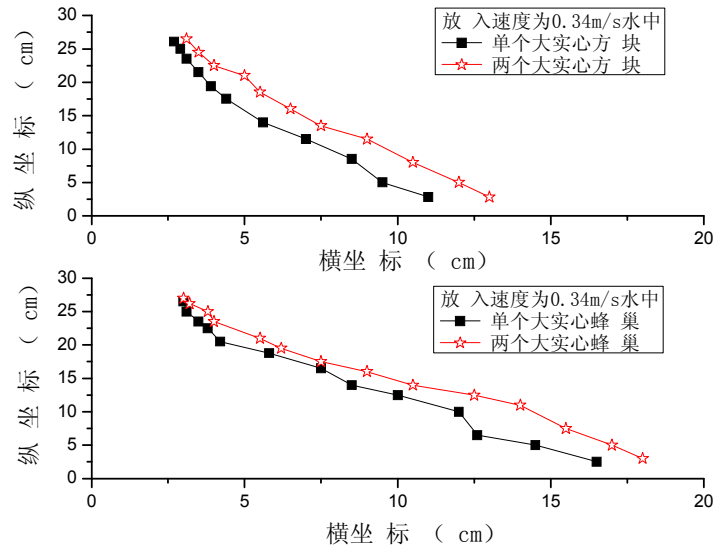 放 入速度为0.34m/s水中
单个大实心方 块
两个大实心方 块
纵 坐 标 ( cm)
30
25
20
15
10
5
0
0 5 10 15 20
横坐 标 ( cm)
放 入速度为0.34m/s水中
单个大实心蜂 巢
两个大实心蜂 巢
纵 坐 标 ( cm)
30
25
20
15
10
5
0
0 5 10 15 20
横坐 标 ( cm)